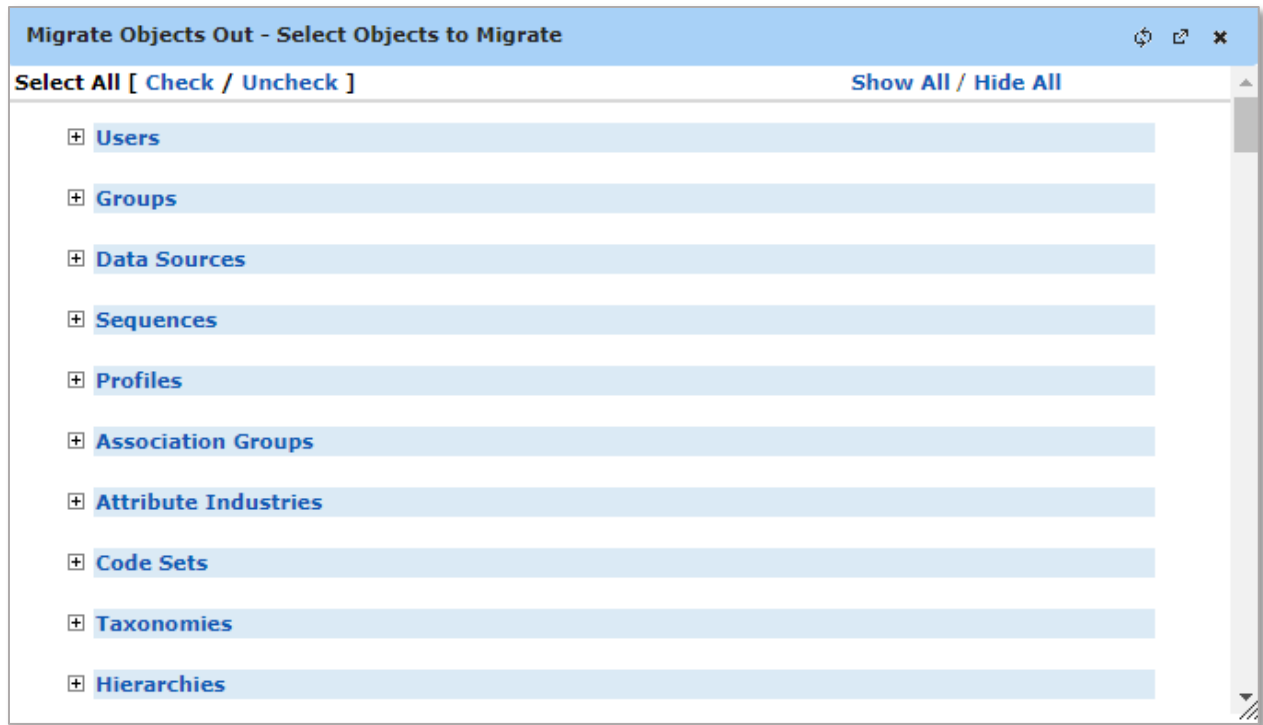 Migrate Objects Out - Select Objects to Migrate
Select All [ Check / Uncheck ] Show All / Hide All
Users
Groups
Data Sources
Sequences
Profiles
Association Groups
Attribute Industries
Code Sets
Taxonomies
Hierarchies